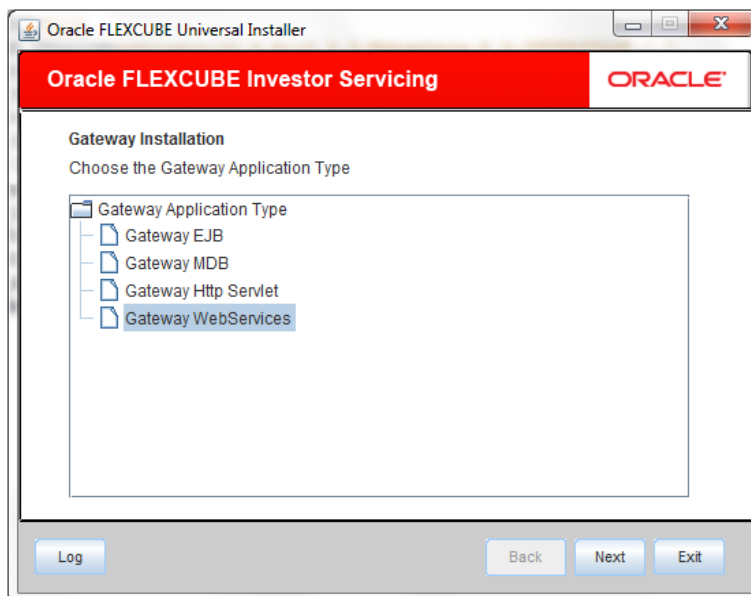 Oracle FLEXCUBE Universal Installer
Oracle FLEXCUBE Investor Servicing
ORACLE
Gateway Installation
Choose the Gateway Application Type
Gateway Application Type
Gateway EJB
Gateway MDB
Gateway Http Servlet
Gateway WebServices
Log Back Next Exit